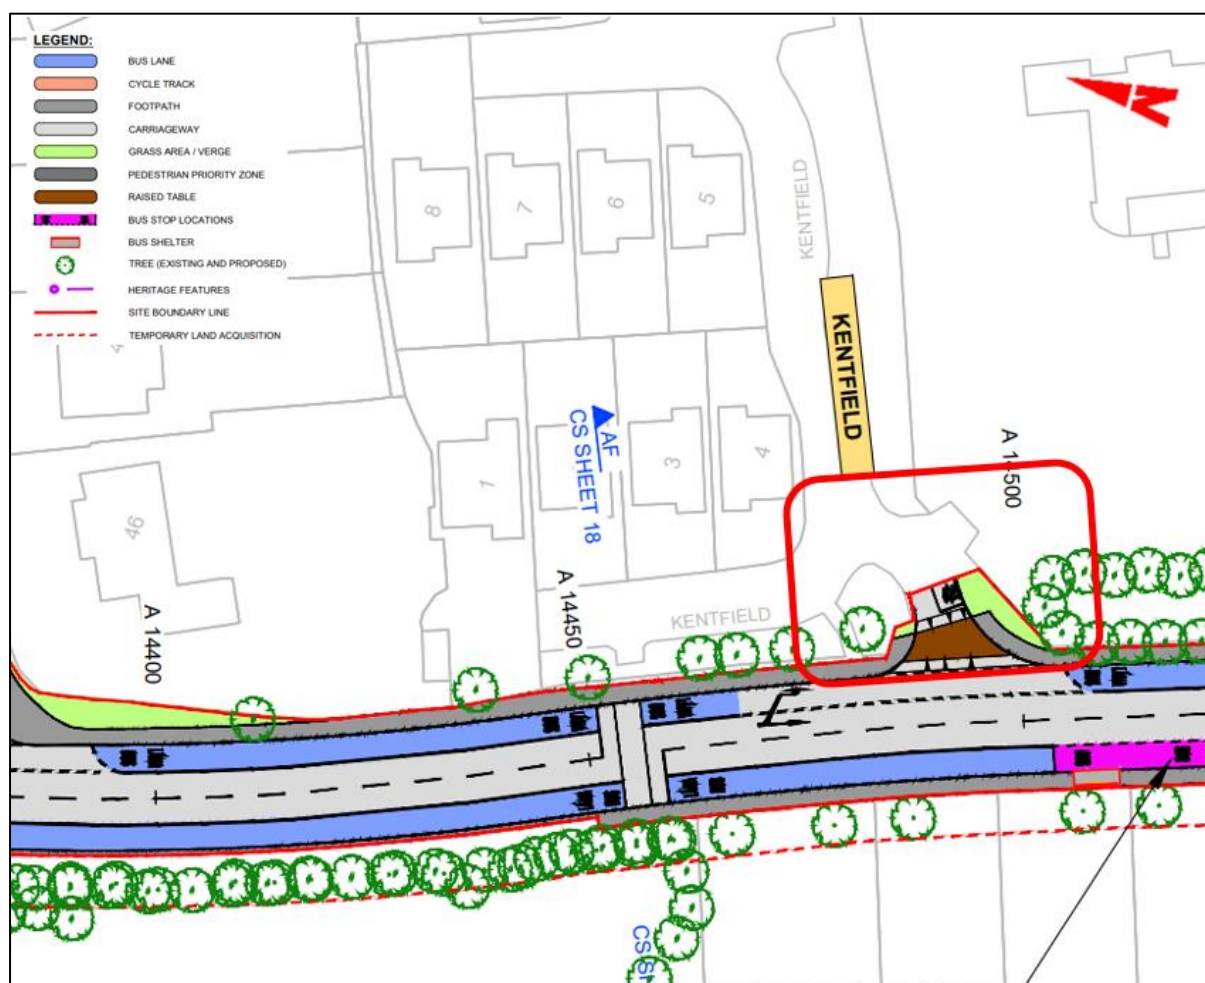 LEGEND:
BUS LANE
CYCLE TRACK
FOOTPATH
CARRIAGEWAY
GRASS AREA / VERGE
PEDESTRIAN PRIORITY ZONE
RAISED TABLE
BUS STOP LOCATIONS
BUS SHELTER
TREE (EXISTING AND PROPOSED)
HERITAGE FEATURES
SITE BOUNDARY LINE
TEMPORARY LAND ACQUISITION
8
7
6
5
KENTFIELD
KENTFIELD
N
1
3
4
AF
CS SHEET 18
46
A 14400
A 14450
A 14500
KENTFIELD